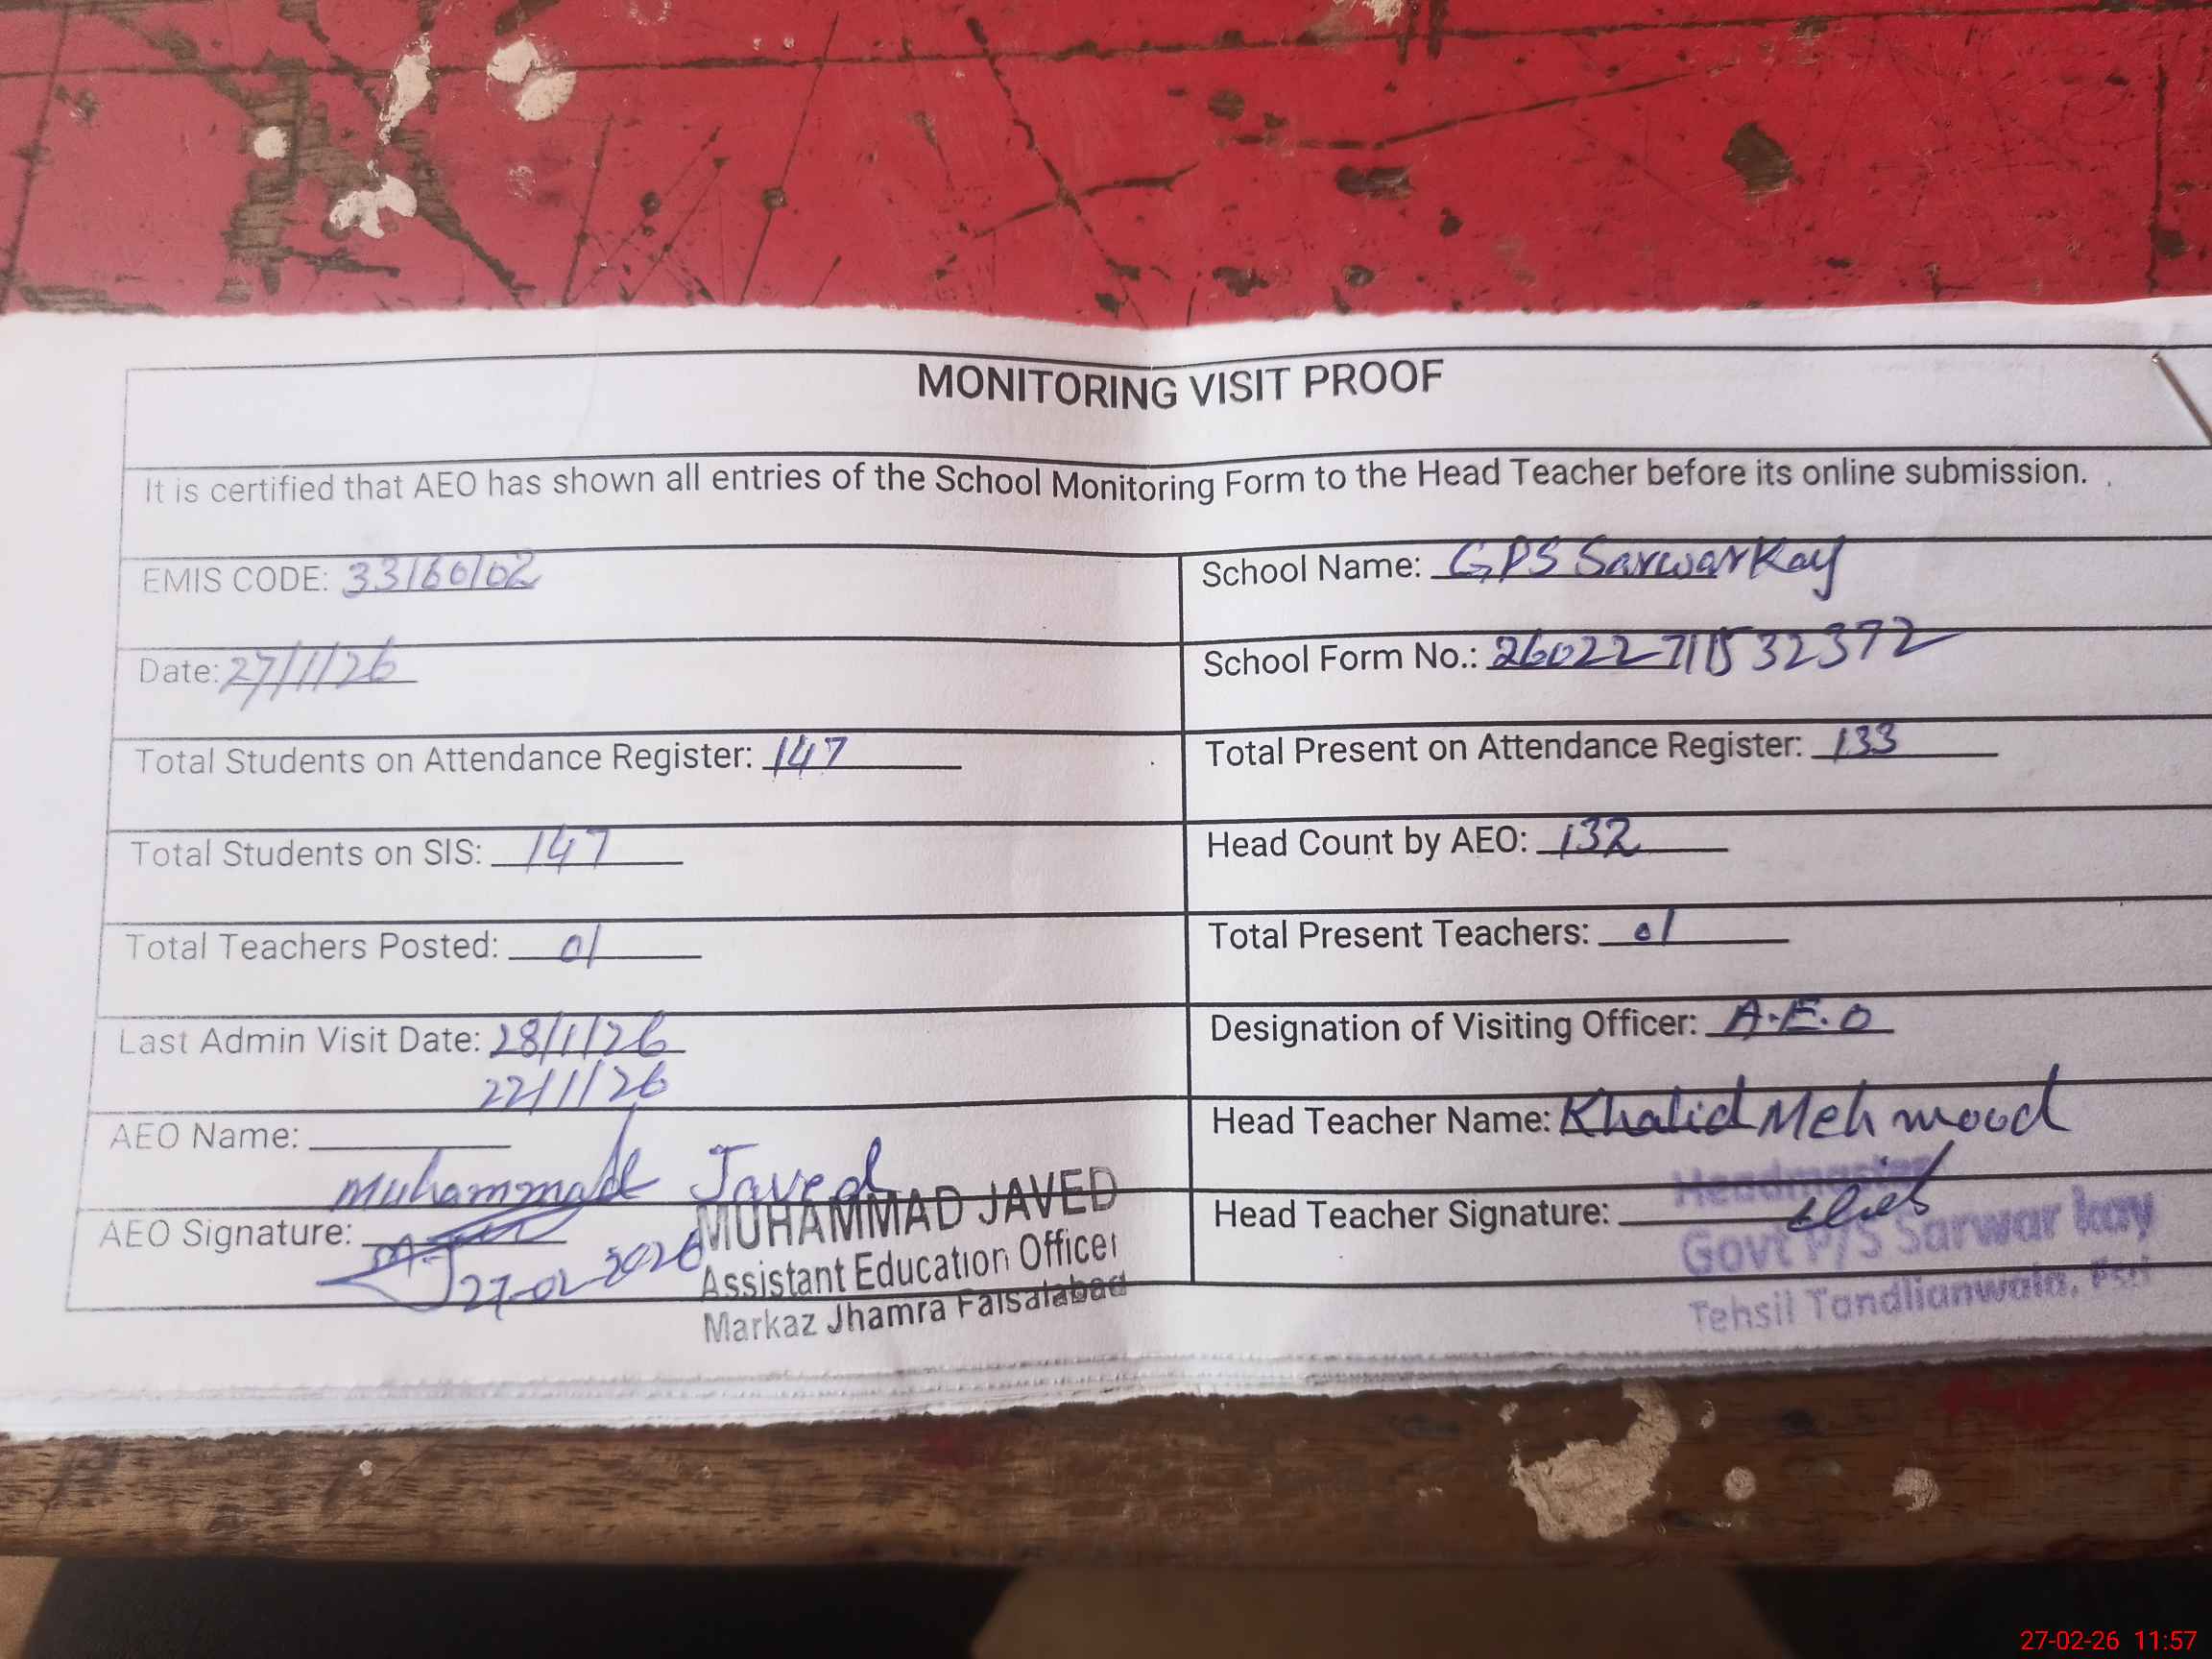 MONITORING VISIT PROOF
It is certified that AEO has shown all entries of the School Monitoring Form to the Head Teacher before its online submission.
EMIS CODE: 33160102
School Name: GPS Sarwar Kay
Date: 27/1/26
School Form No.: 260227115 32372
Total Students on Attendance Register: 147
Total Present on Attendance Register: 133
Total Students on SIS: 147
Head Count by AEO: 132
Total Teachers Posted: 01
Total Present Teachers: 01
Last Admin Visit Date: 28/1/26
22/1/26
Designation of Visiting Officer: A.E.O
AEO Name: Muhammad Javed
Head Teacher Name: Khalid Mehmood
AEO Signature:
27-02-2026
MUHAMMAD JAVED
Assistant Education Officer
Markaz Jhamra Faisalabad
Head Teacher Signature:
Headmaster
Govt P/S Sarwar kay
Tehsil Tandlianwala, Fsd
27-02-26 11:57